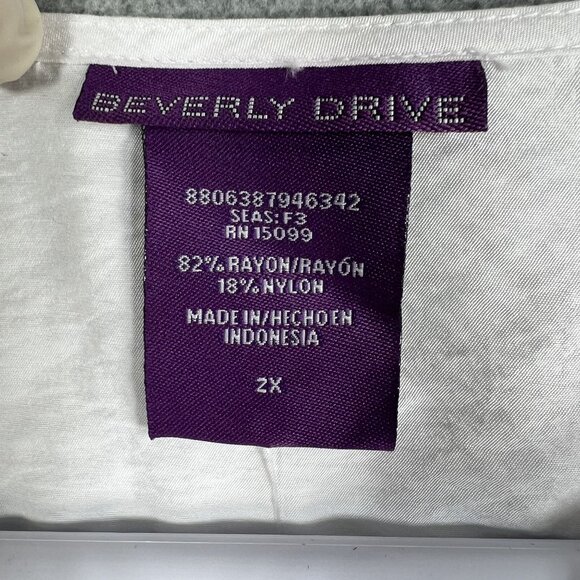 BEVERLY DRIVE
8806387946342
SEAS: F3
RN 15099
82% RAYON/RAYÓN
18% NYLON
MADE IN/HECHO EN
INDONESIA
2X